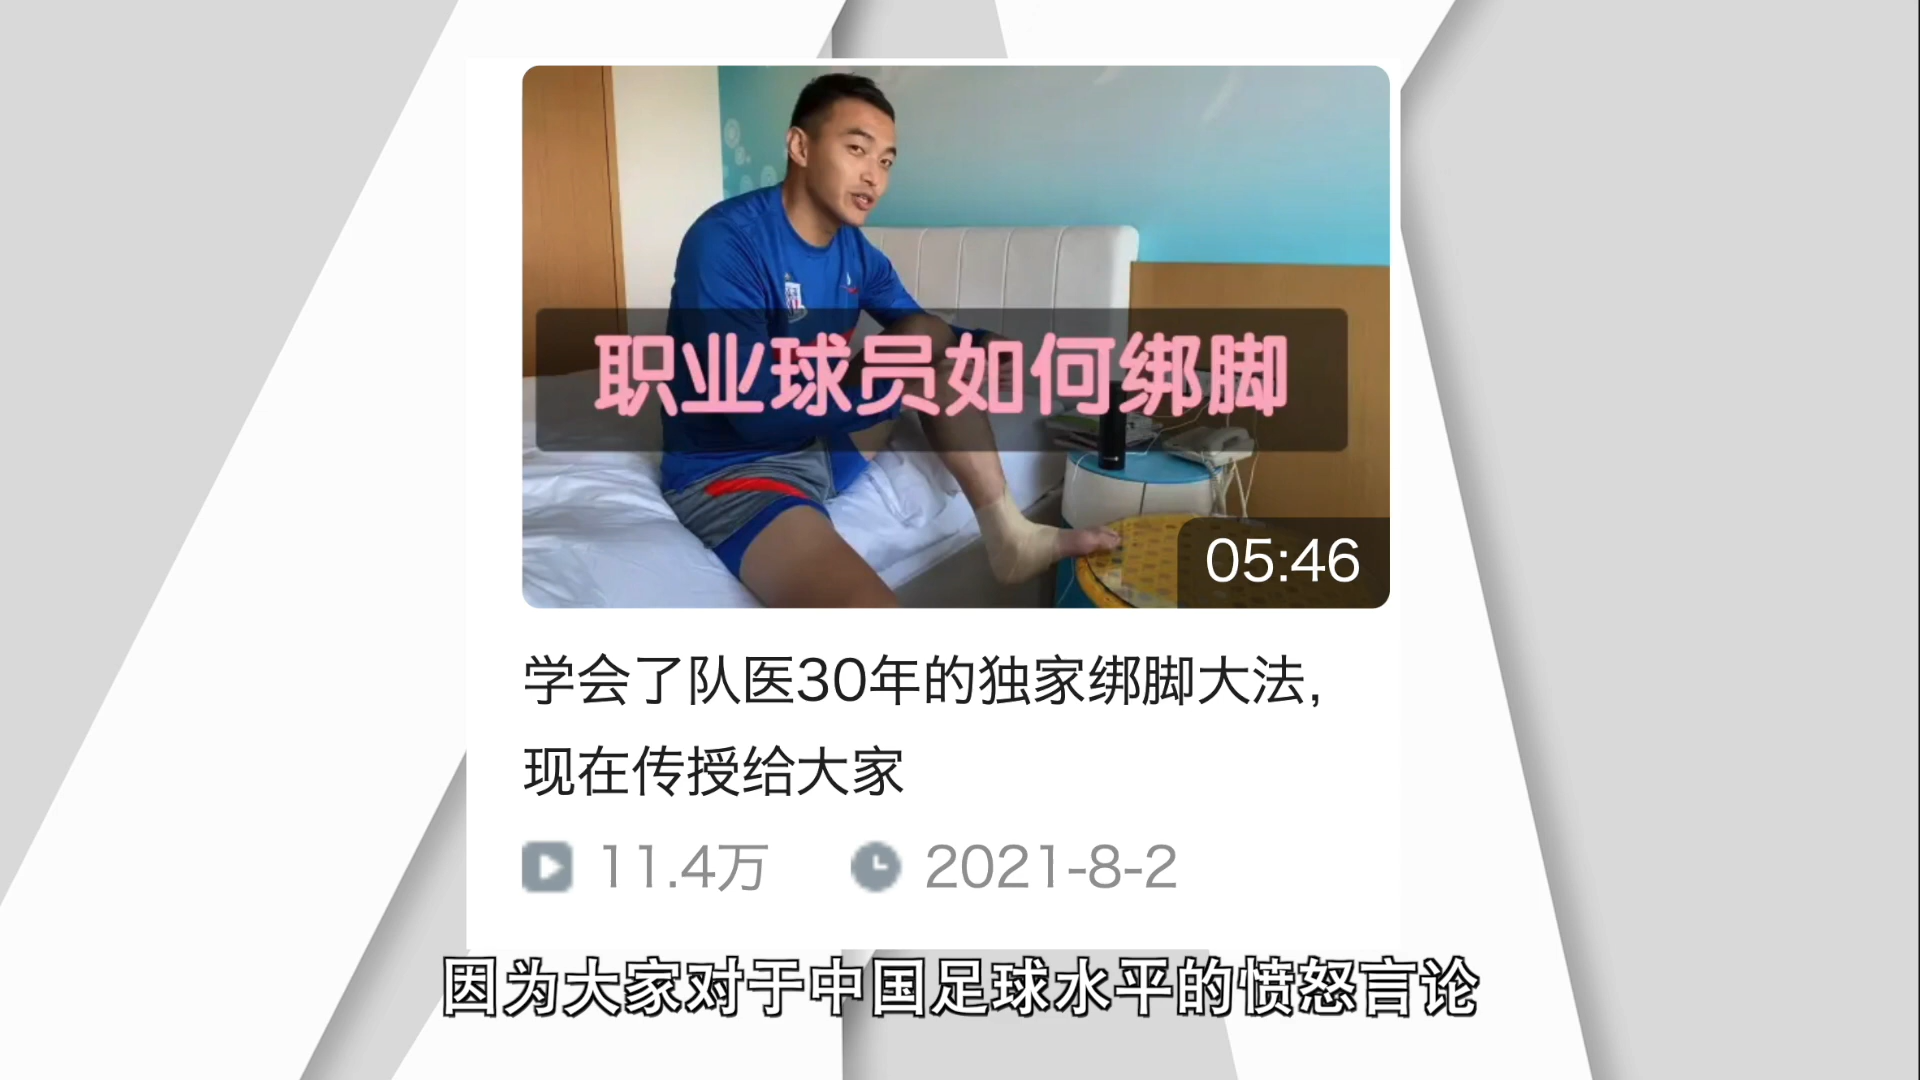 职业球员如何绑脚
05:46
学会了队医30年的独家绑脚大法，
现在传授给大家
11.4万 2021-8-2
因为大家对于中国足球水平的愤怒言论